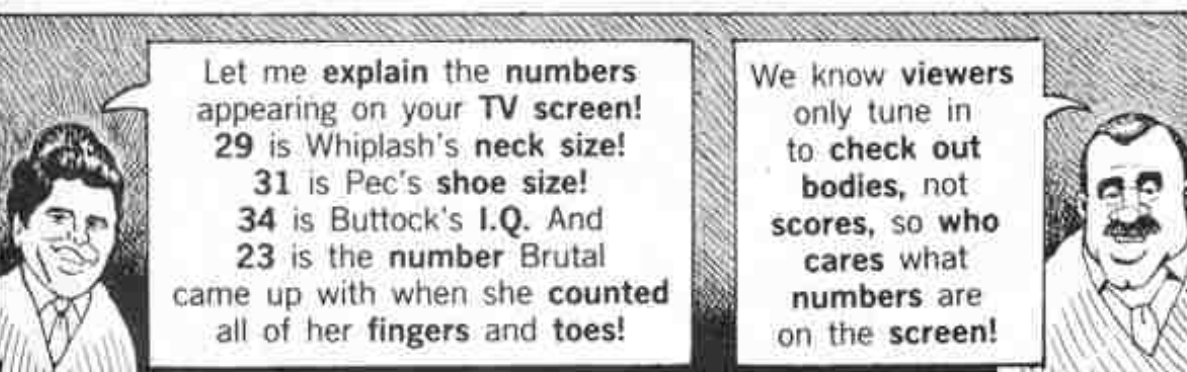 Let me explain the numbers
appearing on your TV screen!
29 is Whiplash's neck size!
31 is Pec's shoe size!
34 is Buttock's I.Q. And
23 is the number Brutal
came up with when she counted
all of her fingers and toes!
We know viewers
only tune in
to check out
bodies, not
scores, so who
cares what
numbers are
on the screen!